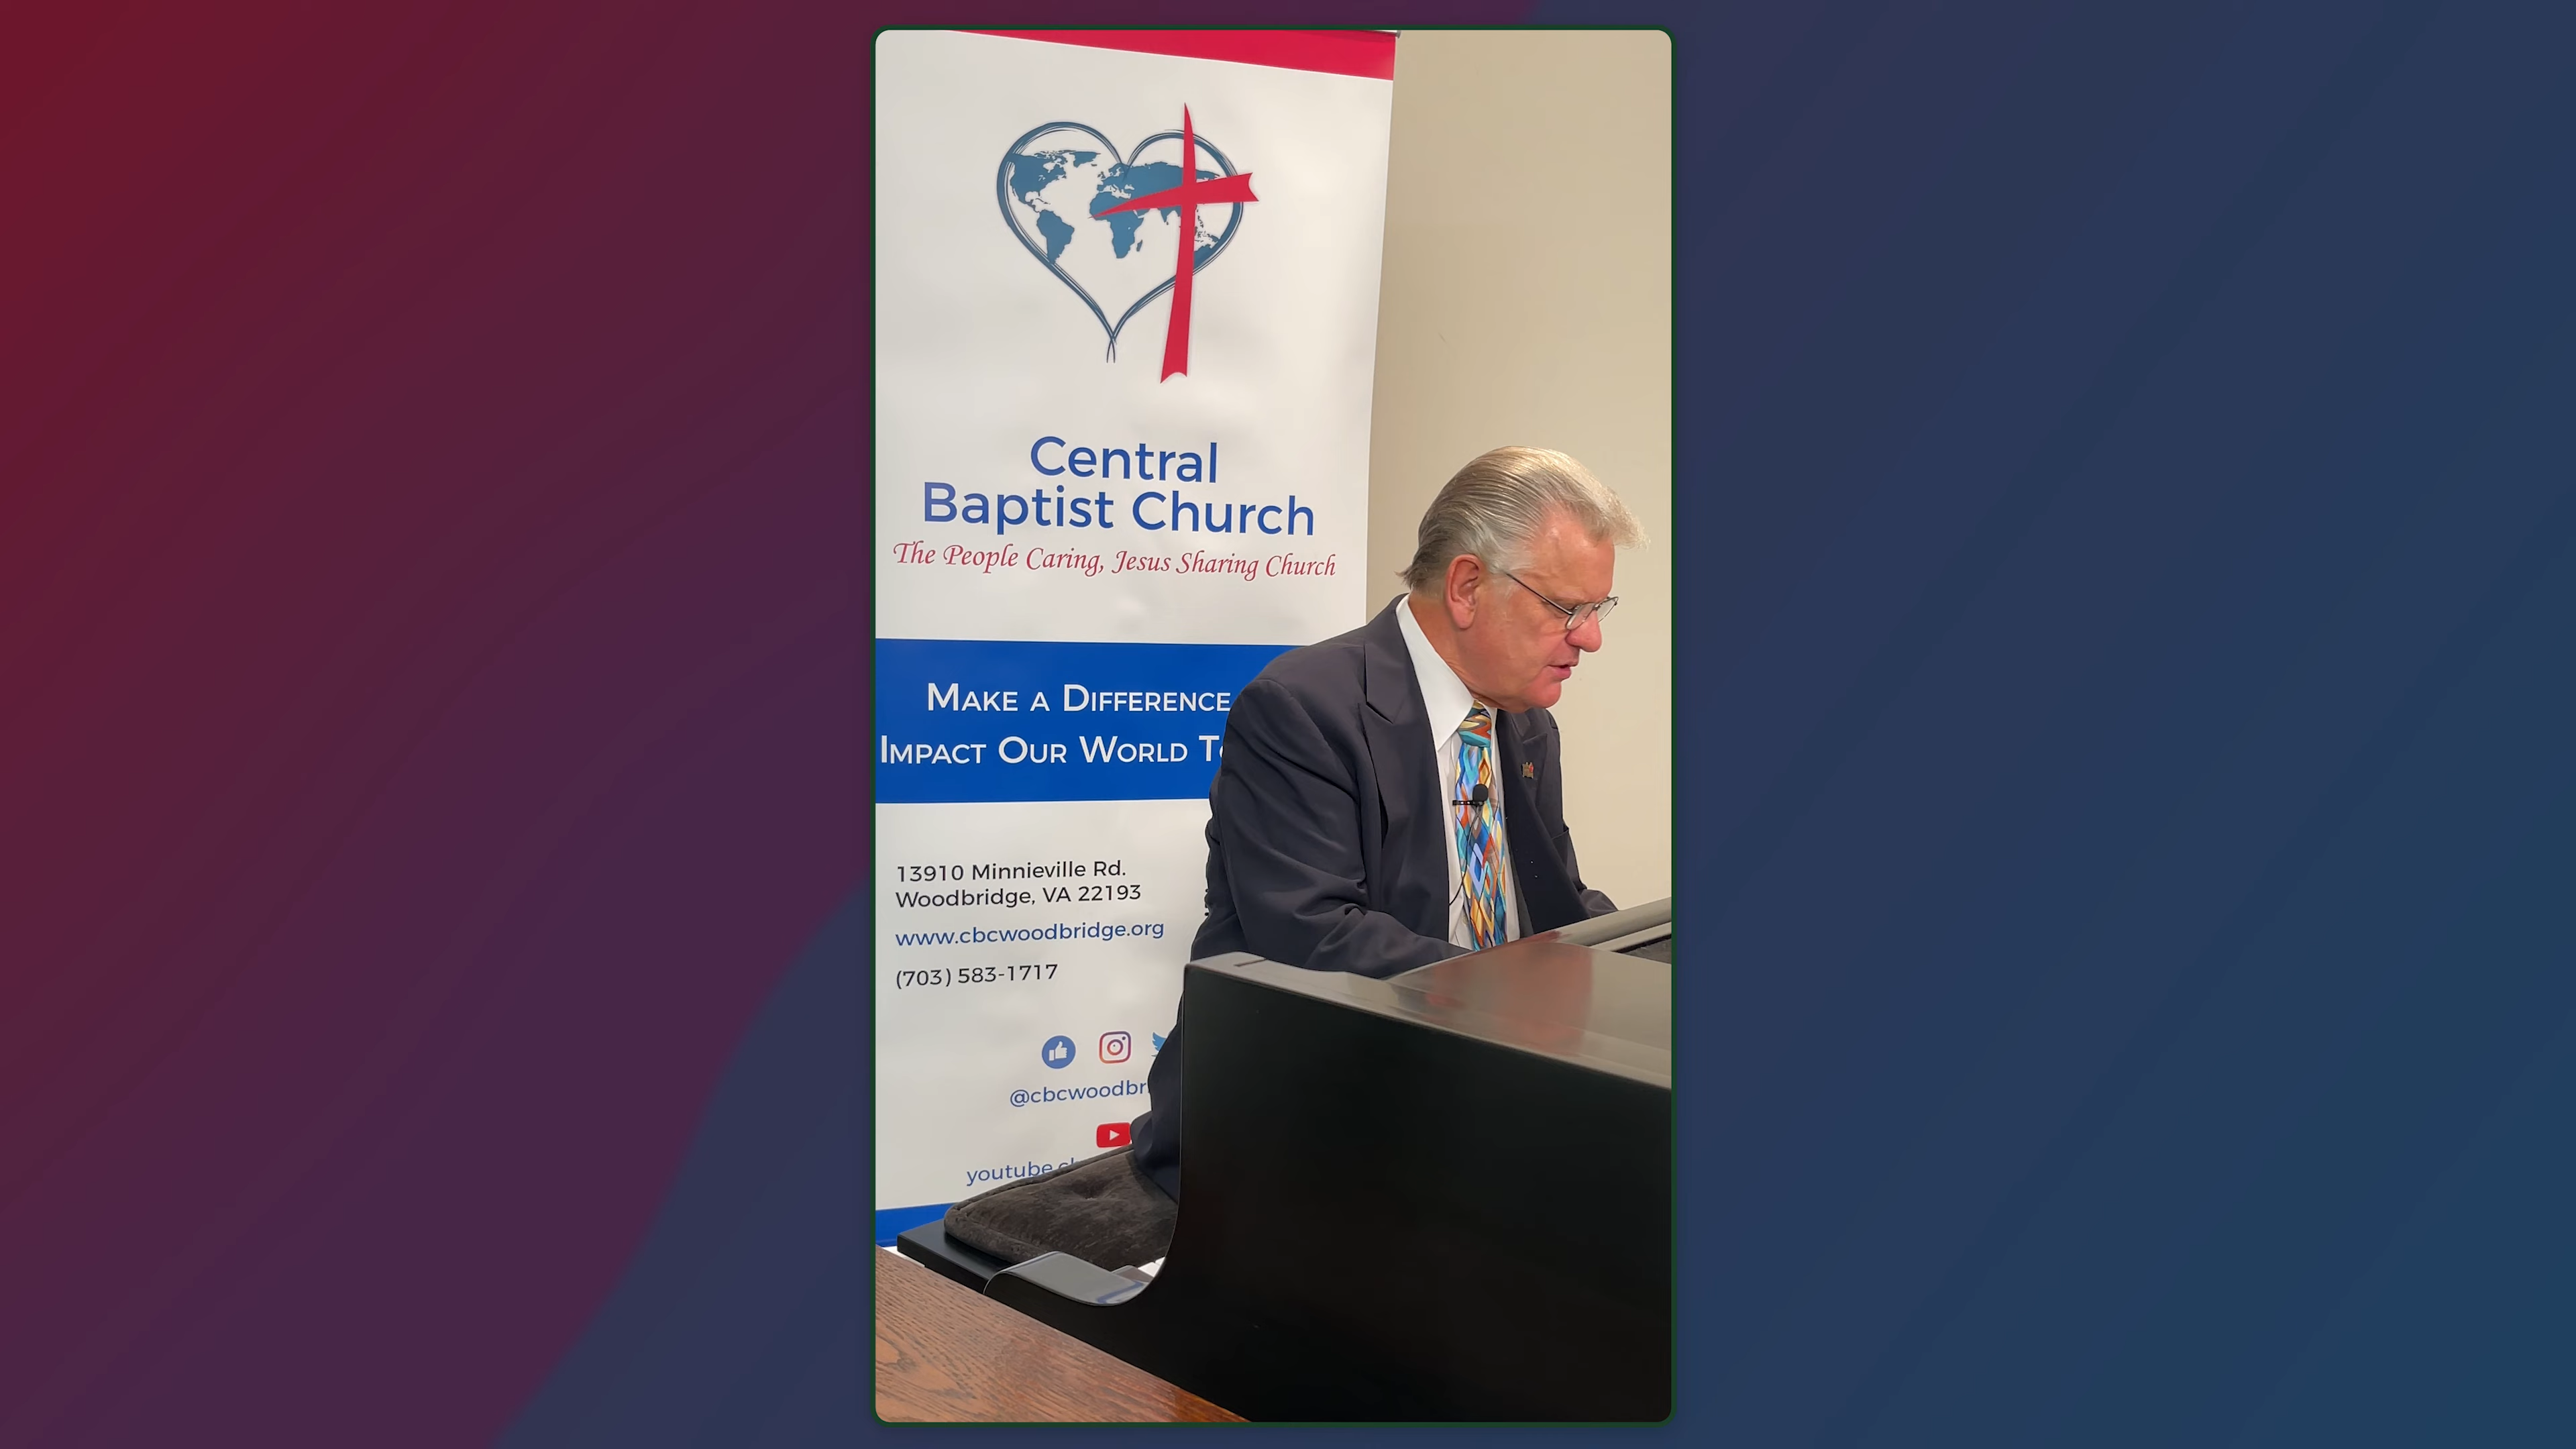 Central
Baptist Church
The People Caring, Jesus Sharing Church
Make a Difference
Impact Our World
13910 Minnieville Rd.
Woodbridge, VA 22193
www.cbcwoodbridge.org
(703) 583-1717